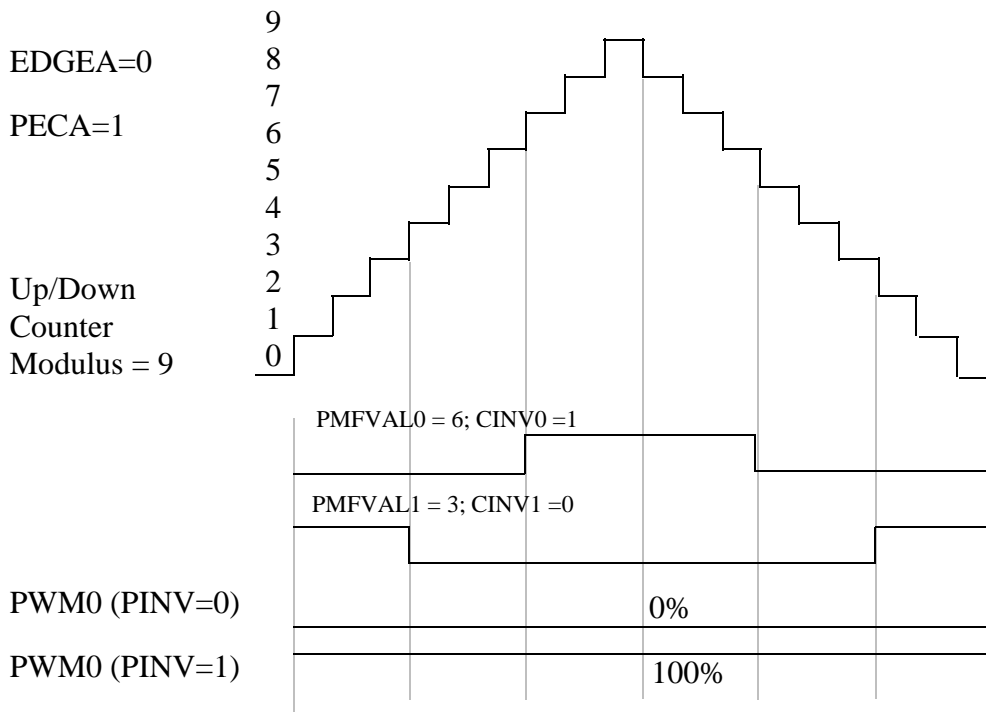 9
EDGEA=0
8
7
PECA=1
6
5
4
3
Up/Down
2
Counter
1
Modulus = 9
0
PMFVAL0 = 6; CINV0 =1
PMFVAL1 = 3; CINV1 =0
PWM0 (PINV=0)
0%
PWM0 (PINV=1)
100%